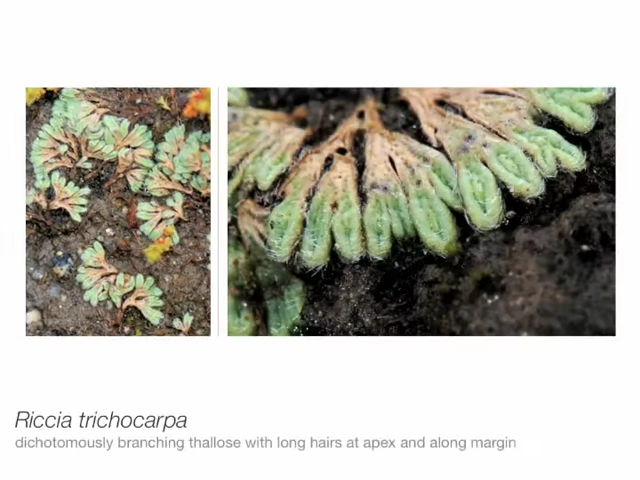 Riccia trichocarpa
dichotomously branching thallose with long hairs at apex and along margin